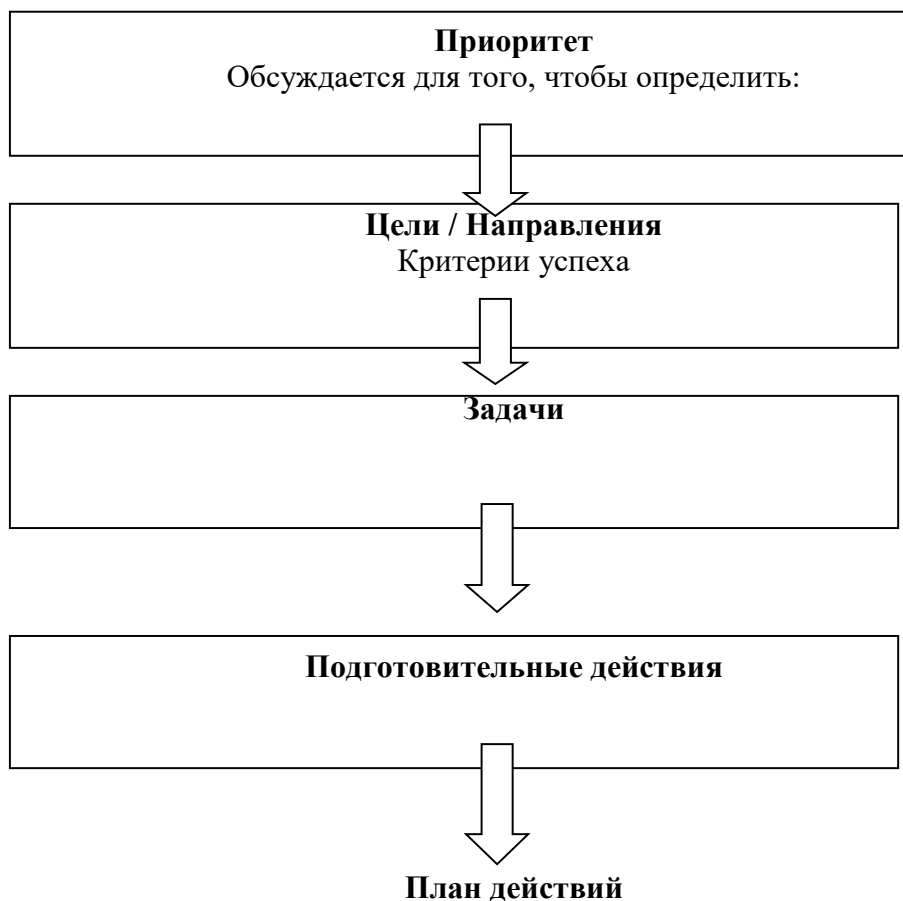 Приоритет
Обсуждается для того, чтобы определить:
Цели / Направления
Критерии успеха
Задачи
Подготовительные действия
План действий